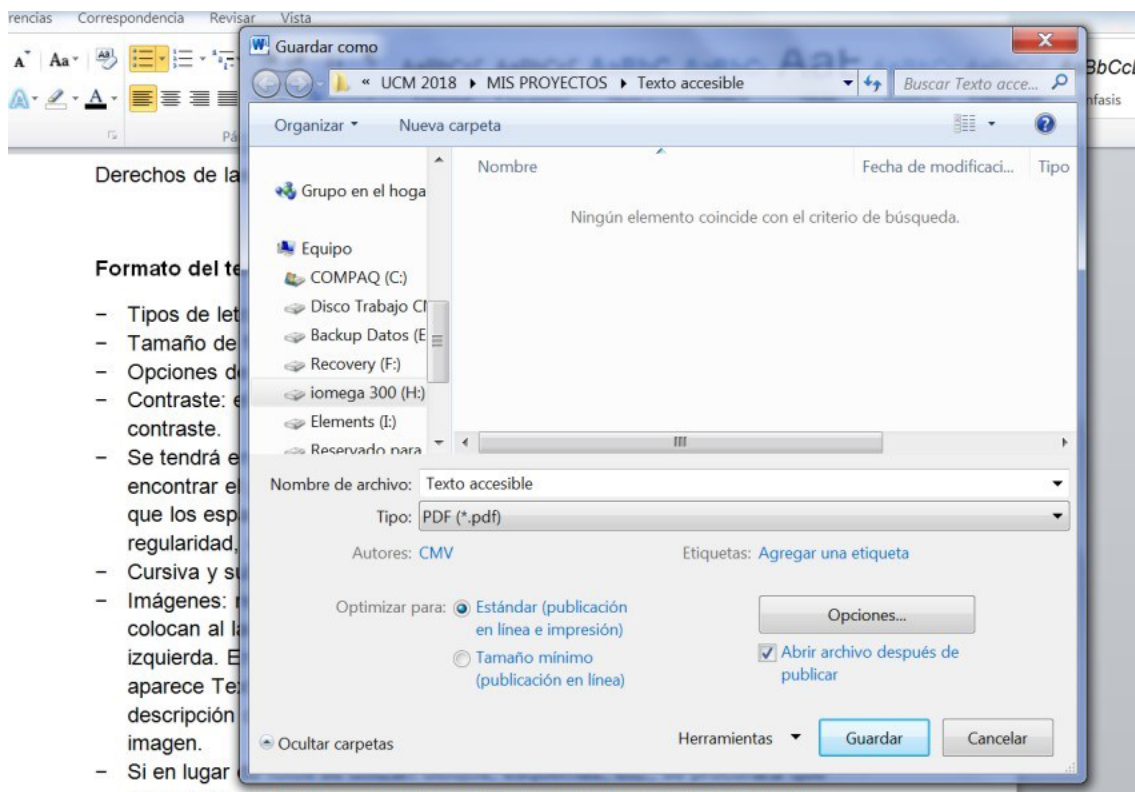 rencias Correspondencia Revisar Vista
Guardar como
Aa
A
« UCM 2018 ▸ MIS PROYECTOS ▸ Texto accesible
Buscar Texto acce...
BbCcl
nfasis
Pá
Organizar Nueva carpeta
Nombre Fecha de modificaci... Tipo
Ningún elemento coincide con el criterio de búsqueda.
Grupo en el hoga
Equipo
COMPAQ (C:)
Disco Trabajo
Backup Datos (E
Recovery (F:)
iomega 300 (H:)
Elements (I:)
Reservado para
Nombre de archivo: Texto accesible
Tipo: PDF (*.pdf)
Autores: CMV Etiquetas: Agregar una etiqueta
Optimizar para: Estándar (publicación
en línea e impresión)
Tamaño mínimo
(publicación en línea)
Opciones...
Abrir archivo después de
publicar
Ocultar carpetas
Herramientas Guardar Cancelar
Derechos de la
Formato del te
– Tipos de let
– Tamaño de
– Opciones d
– Contraste: e
contraste.
– Se tendrá e
encontrar el
que los esp
regularidad,
– Cursiva y su
– Imágenes:
colocan al la
izquierda. E
aparece Te
descripción
imagen.
– Si en lugar